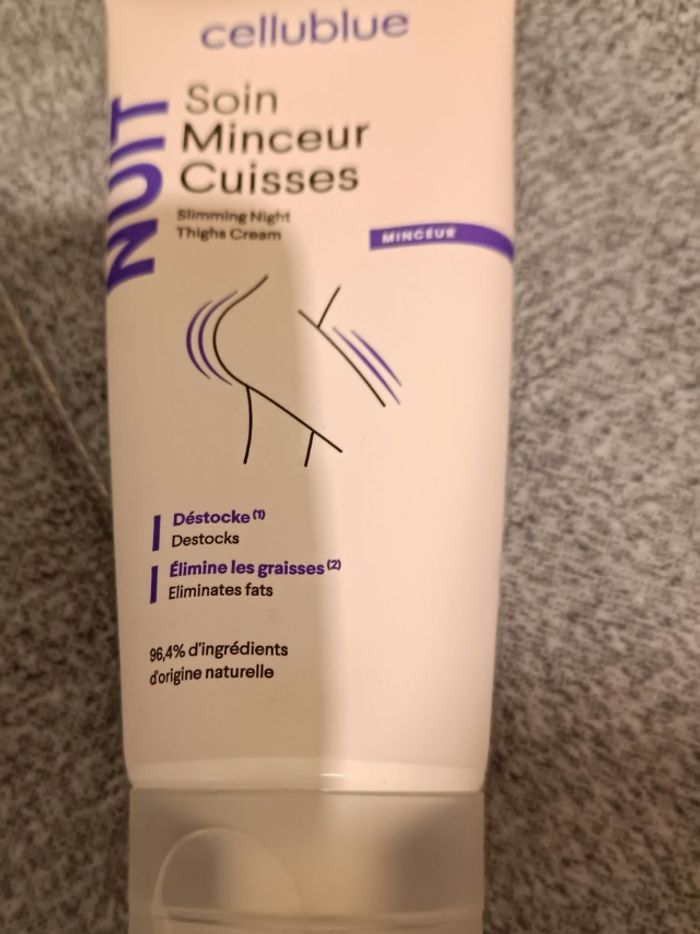 cellublue
NUIT
Soin
Minceur
Cuisses
Slimming Night
Thighs Cream
MINCEUR
Déstocke (1)
Destocks
Élimine les graisses (2)
Eliminates fats
96,4% d'ingrédients
d'origine naturelle